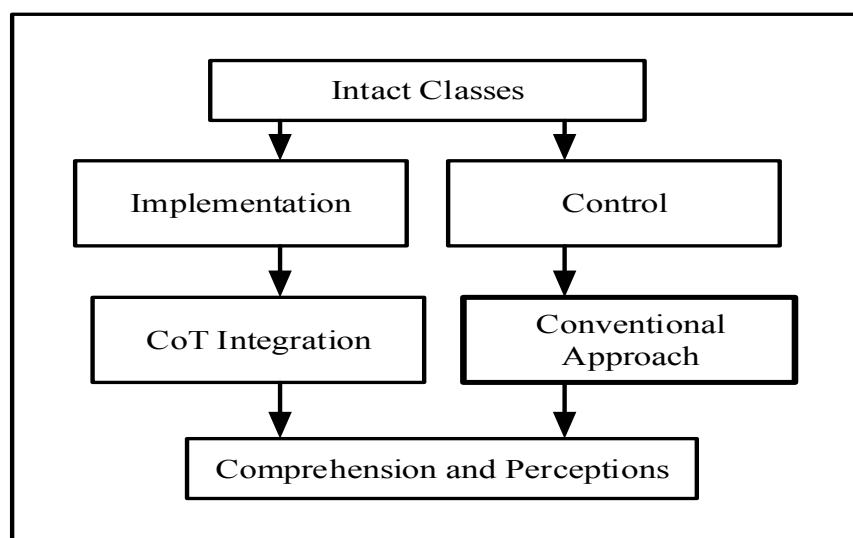 Intact Classes
Implementation
Control
CoT Integration
Conventional
Approach
Comprehension and Perceptions